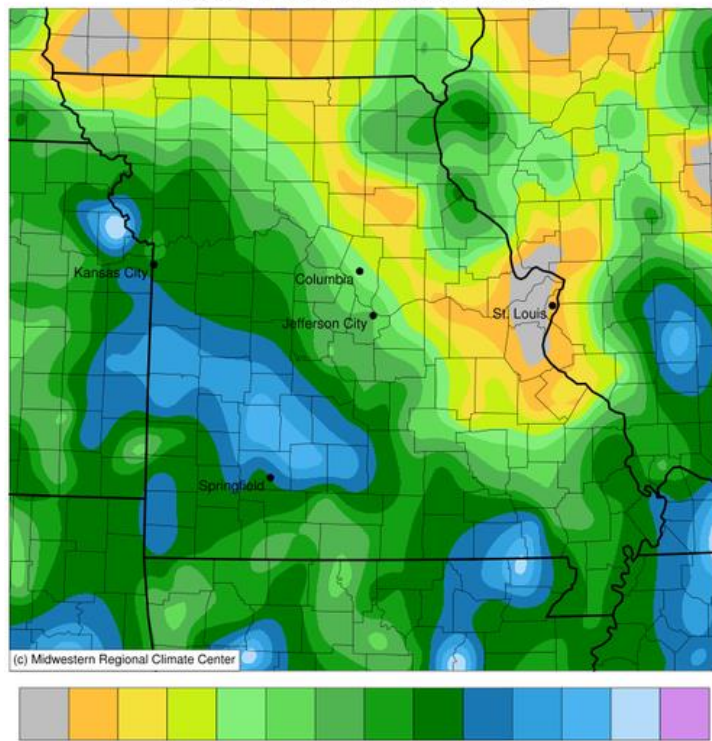 Kansas City
Columbia
Jefferson City
St. Louis
Springfield
(c) Midwestern Regional Climate Center